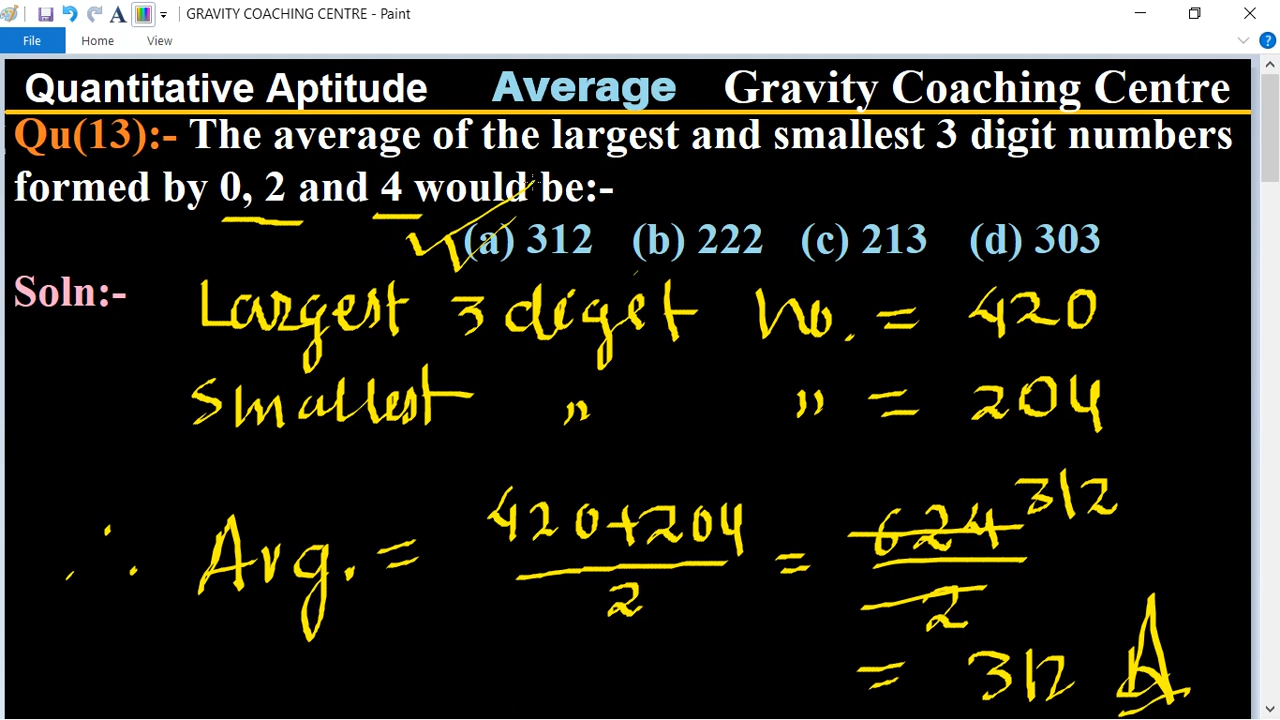 GRAVITY COACHING CENTRE - Paint
File Home View
Quantitative Aptitude Average Gravity Coaching Centre
Qu(13):- The average of the largest and smallest 3 digit numbers
formed by 0, 2 and 4 would be:-
(a) 312 (b) 222 (c) 213 (d) 303
Soln:- Largest 3 digit no. = 420
Smallest " " = 204
∴ Avg. = 420+204/2 = 624/2 312
= 312 A